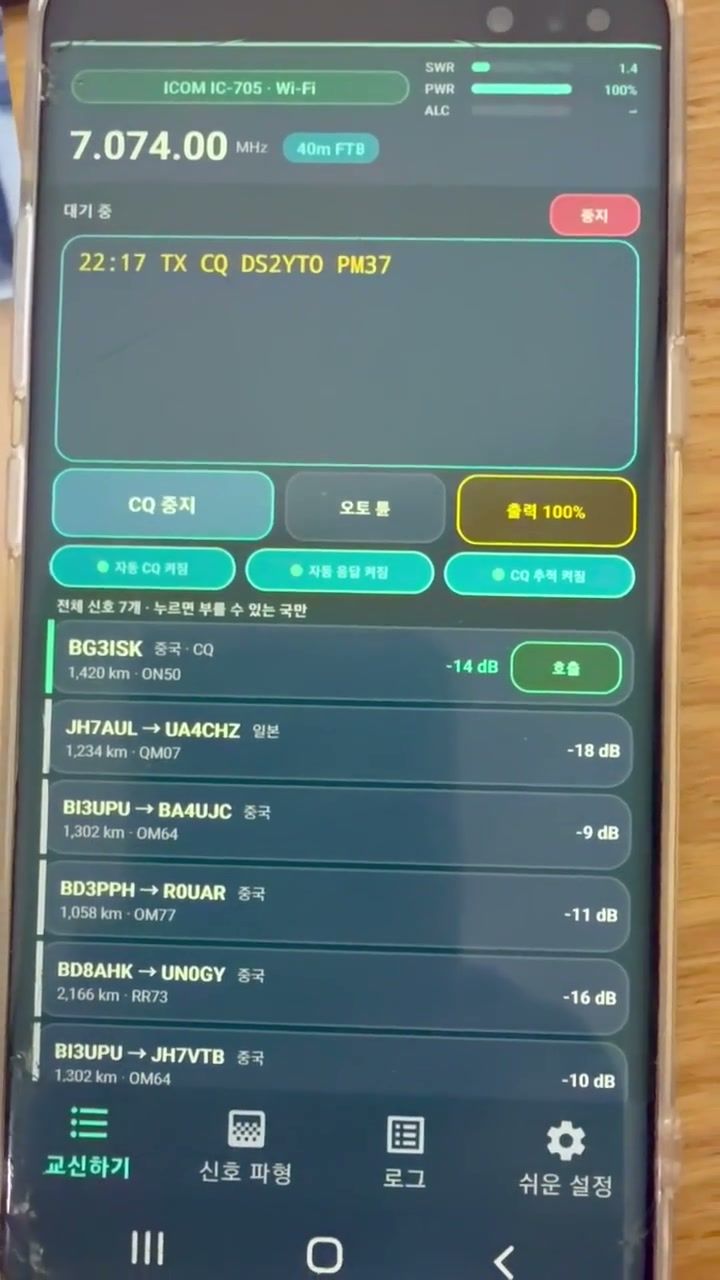 SWR 1.4
ICOM IC-705 · Wi-Fi
PWR 100%
ALC –
7.074.00 MHz 40m FT8
대기 중
중지
22:17 TX CQ DS2YTO PM37
CQ 중지
오토 튠
출력 100%
자동 CQ 켜짐
자동 응답 켜짐
CQ 추적 켜짐
전체 신호 7개 · 누르면 부를 수 있는 국만
BG3ISK 중국 · CQ
1,420 km · ON50
-14 dB
호출
JH7AUL → UA4CHZ 일본
1,234 km · QM07
-18 dB
BI3UPU → BA4UJC 중국
1,302 km · OM64
-9 dB
BD3PPH → R0UAR 중국
1,058 km · OM77
-11 dB
BD8AHK → UN0GY 중국
2,166 km · RR73
-16 dB
BI3UPU → JH7VTB 중국
1,302 km · OM64
-10 dB
교신하기
신호 파형
로그
쉬운 설정